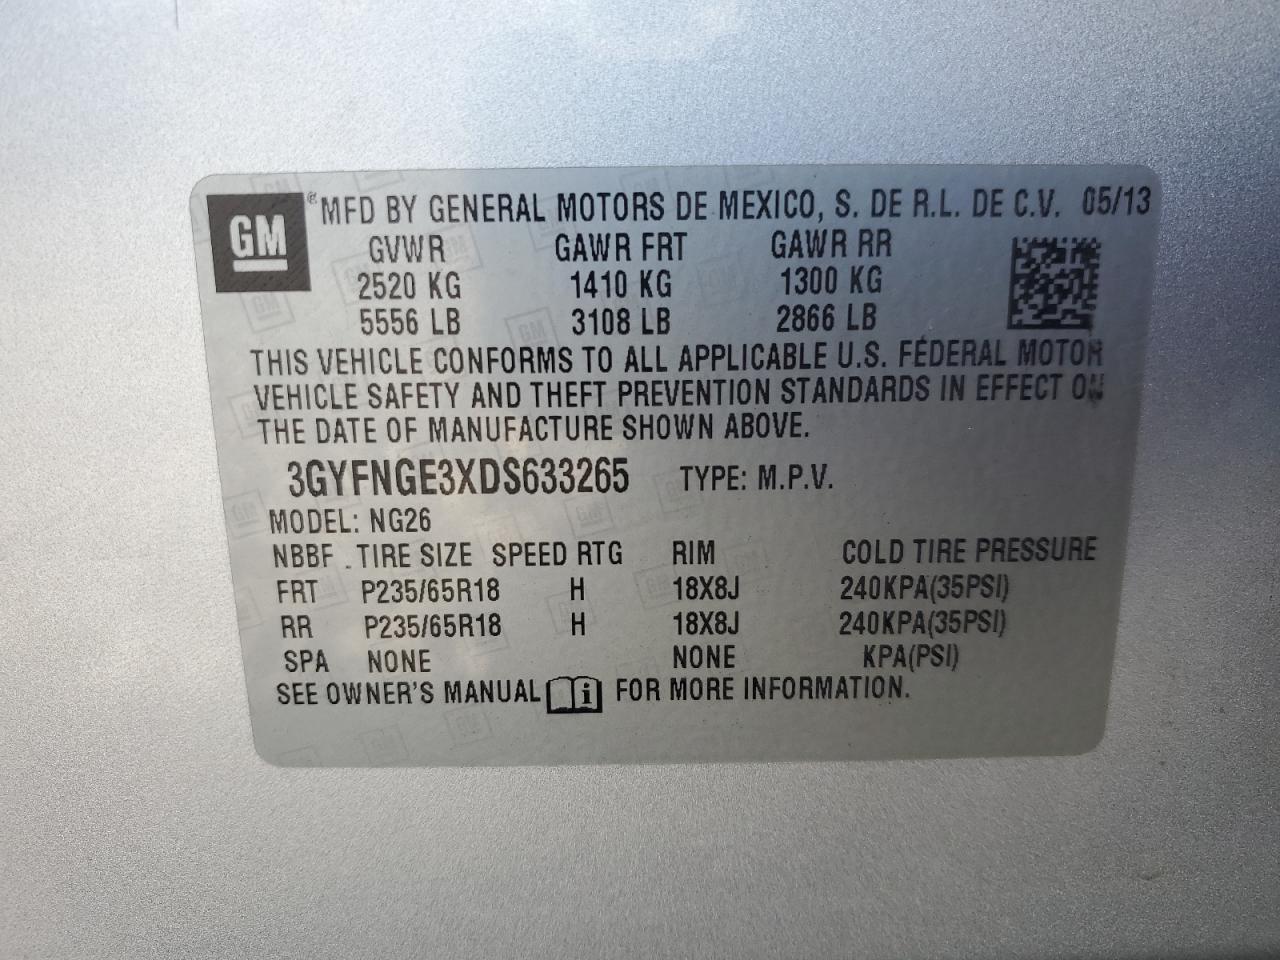 GM ® MFD BY GENERAL MOTORS DE MEXICO, S. DE R.L. DE C.V. 05/13
GVWR GAWR FRT GAWR RR
2520 KG 1410 KG 1300 KG
5556 LB 3108 LB 2866 LB
THIS VEHICLE CONFORMS TO ALL APPLICABLE U.S. FEDERAL MOTOR
VEHICLE SAFETY AND THEFT PREVENTION STANDARDS IN EFFECT ON
THE DATE OF MANUFACTURE SHOWN ABOVE.
3GYFNGE3XDS633265 TYPE: M.P.V.
MODEL: NG26
NBBF TIRE SIZE SPEED RTG RIM COLD TIRE PRESSURE
FRT P235/65R18 H 18X8J 240KPA(35PSI)
RR P235/65R18 H 18X8J 240KPA(35PSI)
SPA NONE NONE KPA(PSI)
SEE OWNER'S MANUAL i FOR MORE INFORMATION.